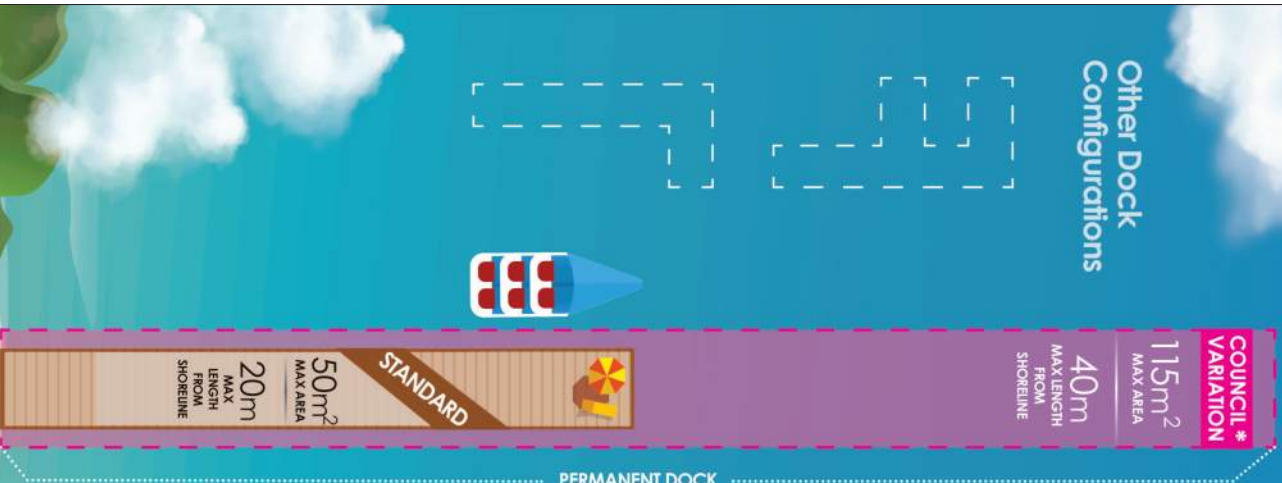 Other Dock
Configurations
COUNCIL *
VARIATION
115m²
MAX AREA
40m
MAX LENGTH
FROM
SHORELINE
STANDARD
50m²
MAX AREA
20m
MAX
LENGTH
FROM
SHORELINE
PERMANENT DOCK